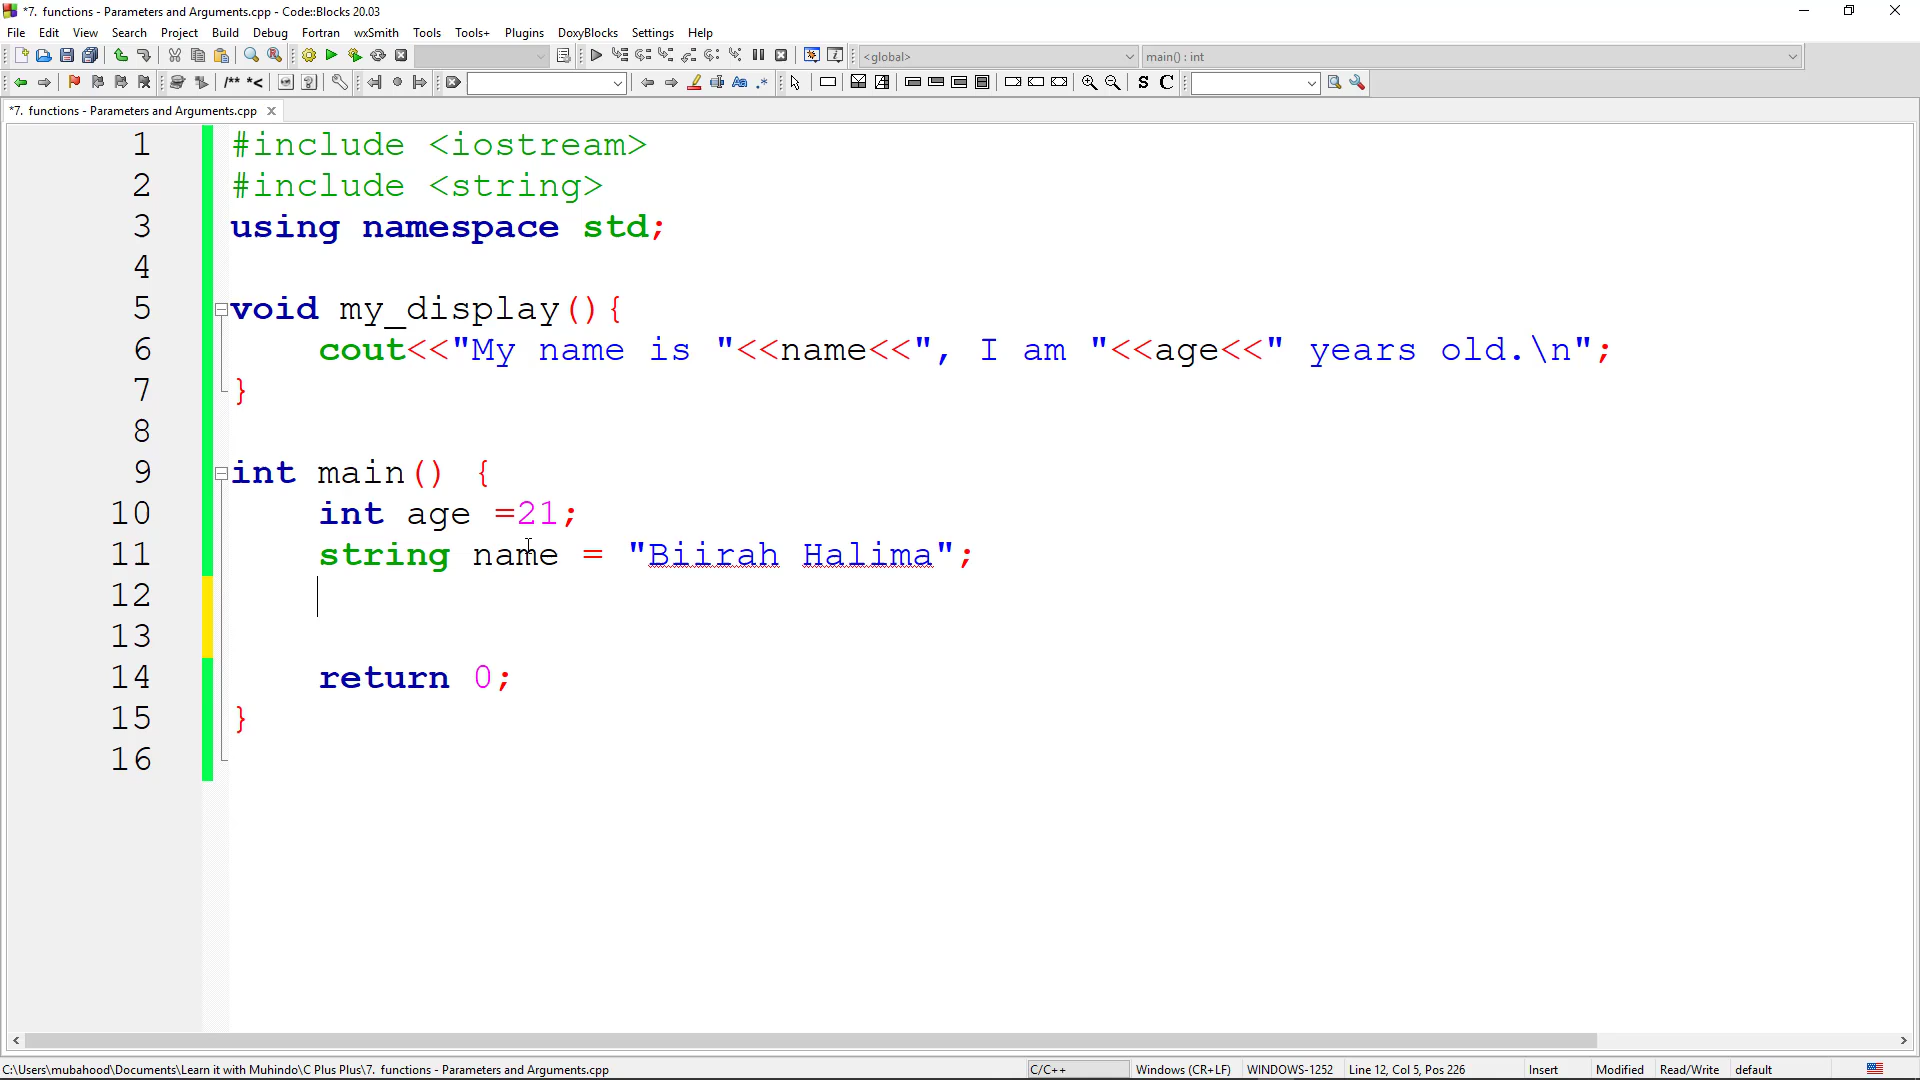 *7. functions - Parameters and Arguments.cpp - Code::Blocks 20.03
File Edit View Search Project Build Debug Fortran wxSmith Tools Tools+ Plugins DoxyBlocks Settings Help
<global> main() : int
/** *< Aa .* S C
*7. functions - Parameters and Arguments.cpp
1 #include <iostream>
2 #include <string>
3 using namespace std;
4
5 void my_display(){
6 cout<<"My name is "<<name<<", I am "<<age<<" years old.\n";
7 }
8
9 int main() {
10 int age =21;
11 string name = "Biirah Halima";
12
13
14 return 0;
15 }
16
C:\Users\mubahood\Documents\Learn it with Muhindo\C Plus Plus\7. functions - Parameters and Arguments.cpp C/C++ Windows (CR+LF) WINDOWS-1252 Line 12, Col 5, Pos 226 Insert Modified Read/Write default